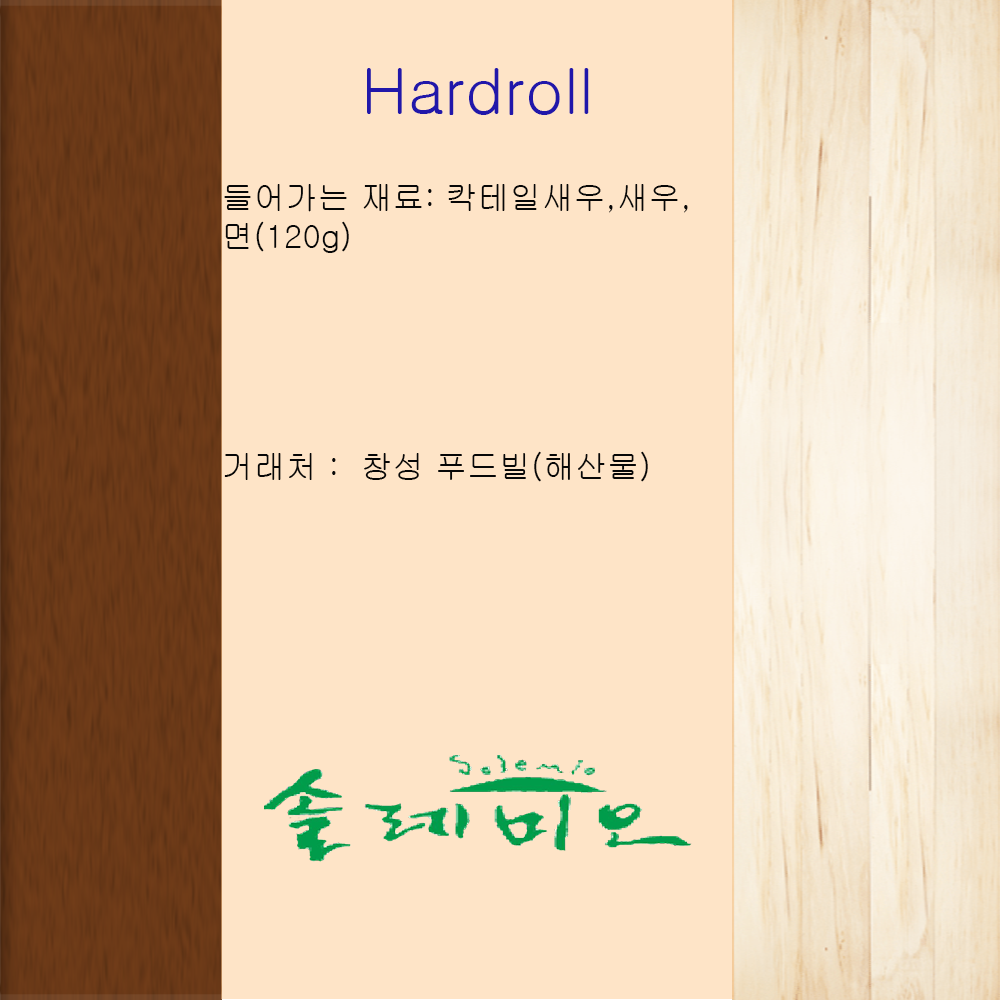 Hardroll
들어가는 재료: 칵테일새우,새우,
면(120g)
거래처 : 창성 푸드빌(해산물)
Solemio
솔레미오